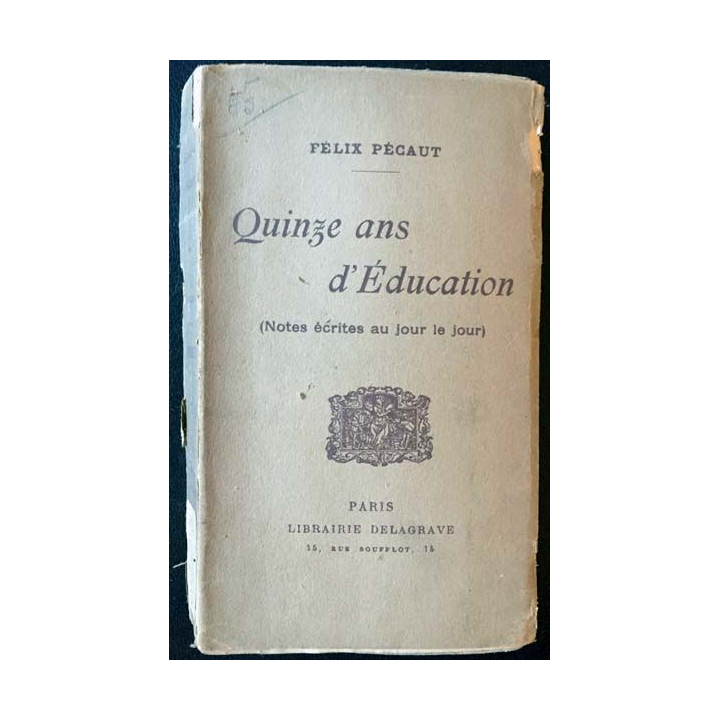 FÉLIX PÉCAUT
Quinze ans
d'Éducation
(Notes écrites au jour le jour)
PARIS
LIBRAIRIE DELAGRAVE
15, RUE SOUFFLOT, 15